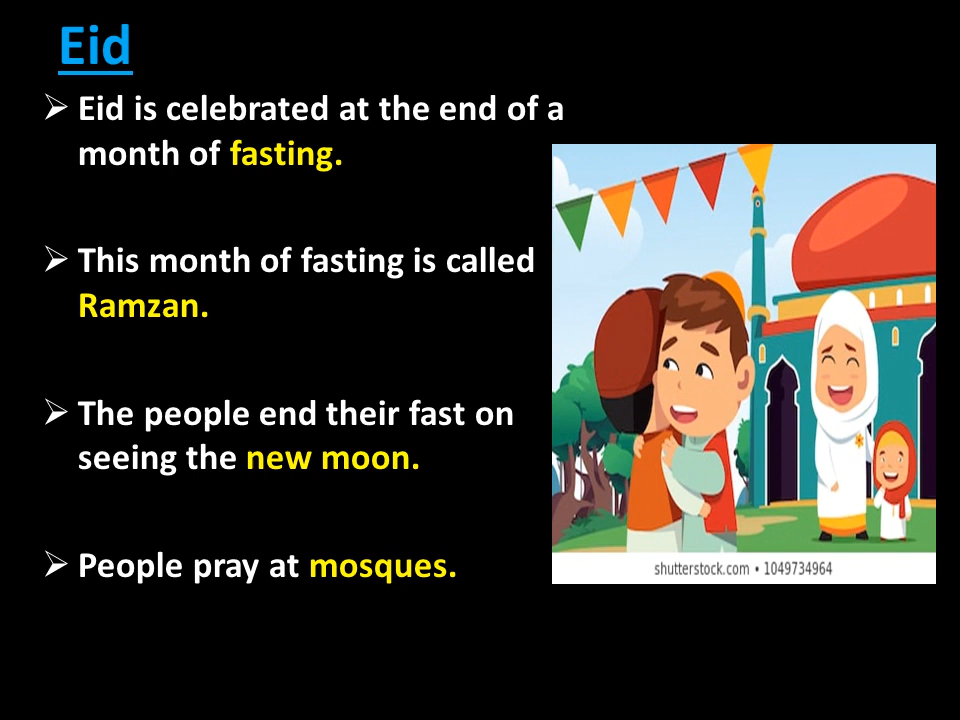 Eid
➢ Eid is celebrated at the end of a
month of fasting.
➢ This month of fasting is called
Ramzan.
➢ The people end their fast on
seeing the new moon.
➢ People pray at mosques.
shutterstock.com • 1049734964